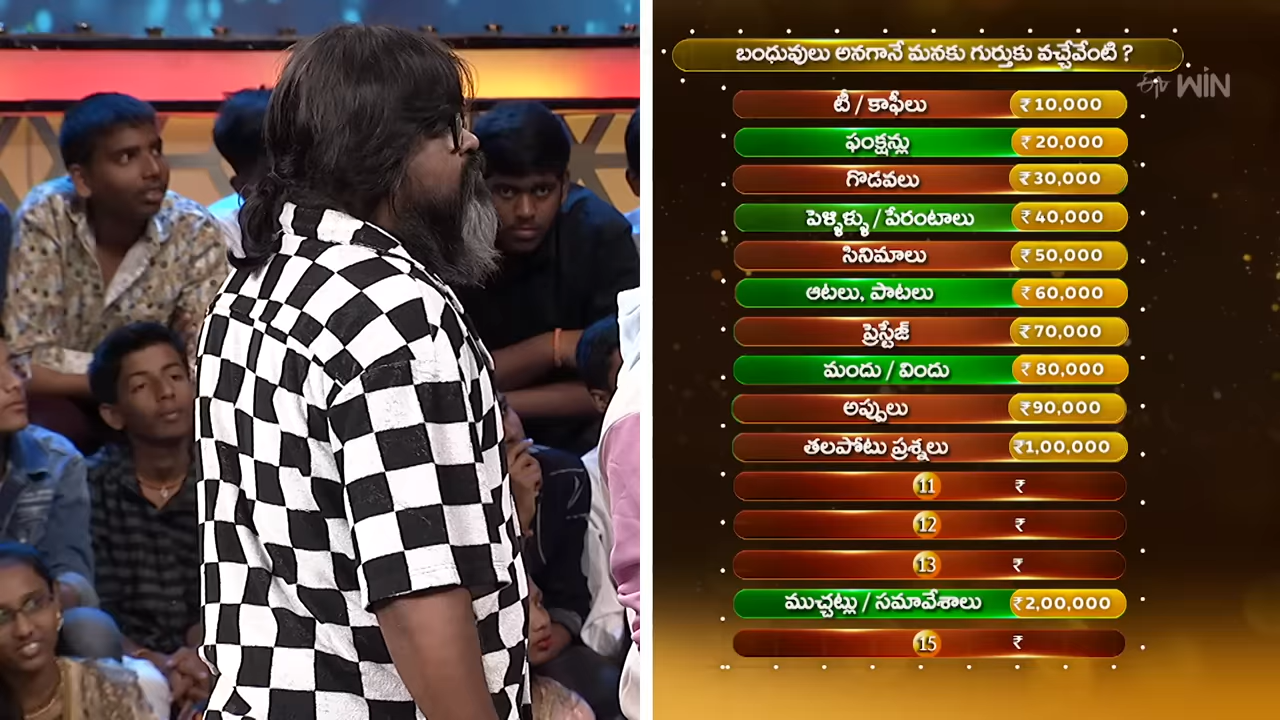 బంధువులు అనగానే మనకు గుర్తుకు వచ్చేవేంటి ?
etv WIN
టీ / కాఫీలు ₹10,000
ఫంక్షన్లు ₹20,000
గొడవలు ₹30,000
పెళ్ళిళ్ళు / పేరంటాలు ₹40,000
సినిమాలు ₹50,000
ఆటలు, పాటలు ₹60,000
ప్రెస్టేజ్ ₹70,000
మందు / విందు ₹80,000
అప్పులు ₹90,000
తలపోటు ప్రశ్నలు ₹1,00,000
11 ₹
12 ₹
13 ₹
ముచ్చట్లు / సమావేశాలు ₹2,00,000
15 ₹